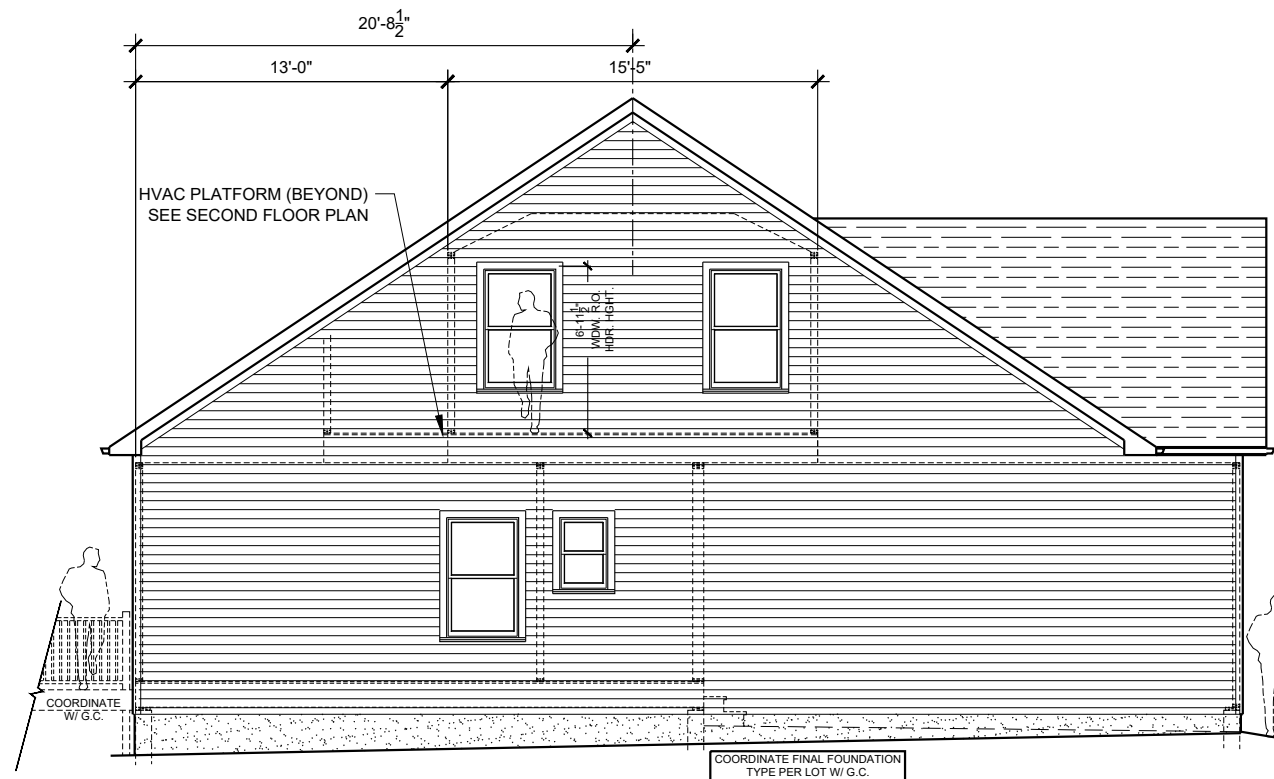 20'-8 1/2"
13'-0"
15'-5"
HVAC PLATFORM (BEYOND)
SEE SECOND FLOOR PLAN
6'-11 1/2"
WDW. R.O.
HDR. HGHT.
COORDINATE
W/ G.C.
COORDINATE FINAL FOUNDATION
TYPE PER LOT W/ G.C.